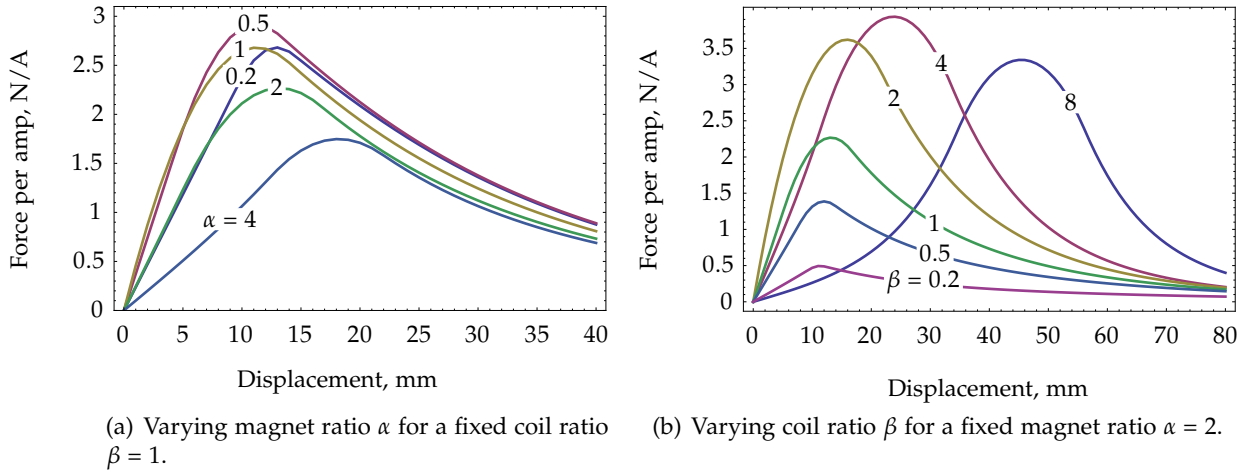 3
2.5
2
1.5
1
0.5
0
Force per amp, N/A
0.5
1
0.2
2
α = 4
0 5 10 15 20 25 30 35 40
Displacement, mm
(a) Varying magnet ratio α for a fixed coil ratio
β = 1.
3.5
3
2.5
2
1.5
1
0.5
0
Force per amp, N/A
4
2
8
1
0.5
β = 0.2
0 10 20 30 40 50 60 70 80
Displacement, mm
(b) Varying coil ratio β for a fixed magnet ratio α = 2.